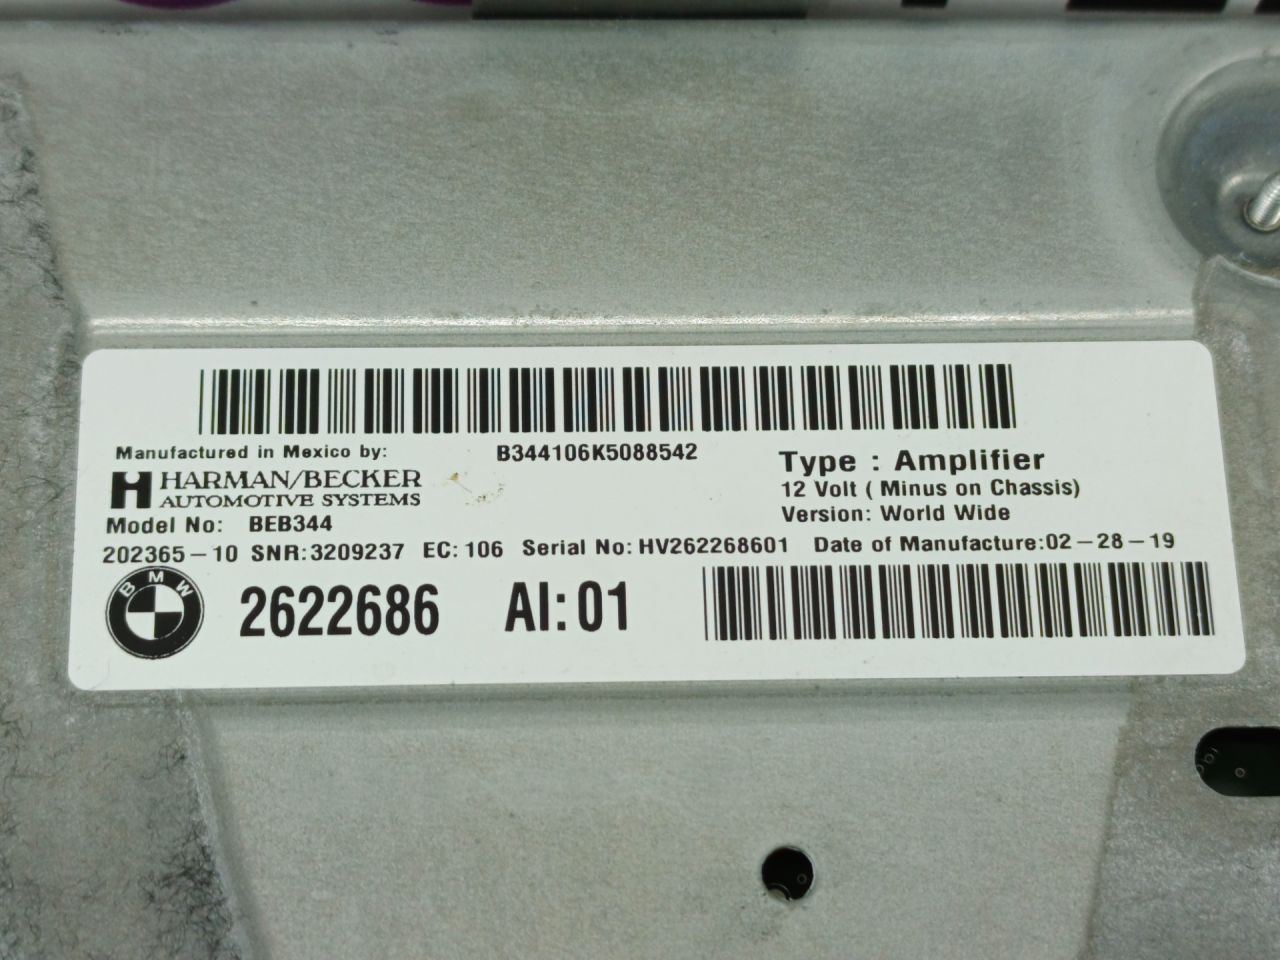 Manufactured in Mexico by:
B344106K5088542
H HARMAN/BECKER
AUTOMOTIVE SYSTEMS
Type : Amplifier
12 Volt ( Minus on Chassis)
Version: World Wide
Model No: BEB344
202365-10 SNR:3209237 EC: 106 Serial No: HV262268601 Date of Manufacture:02-28-19
BMW
2622686 AI:01